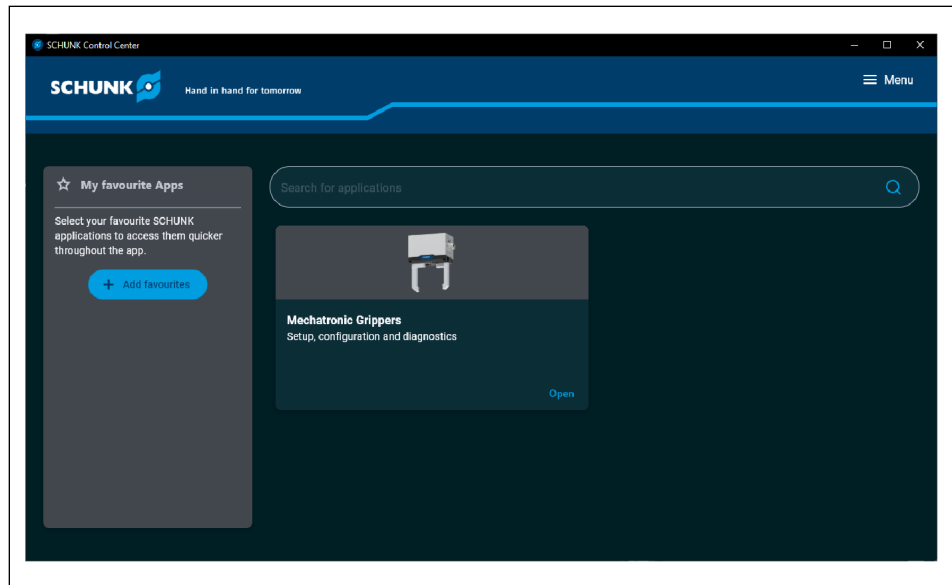 SCHUNK Control Center
SCHUNK
Hand in hand for tomorrow
Menu
My favourite Apps
Select your favourite SCHUNK
applications to access them quicker
throughout the app.
+ Add favourites
Search for applications
Mechatronic Grippers
Setup, configuration and diagnostics
Open